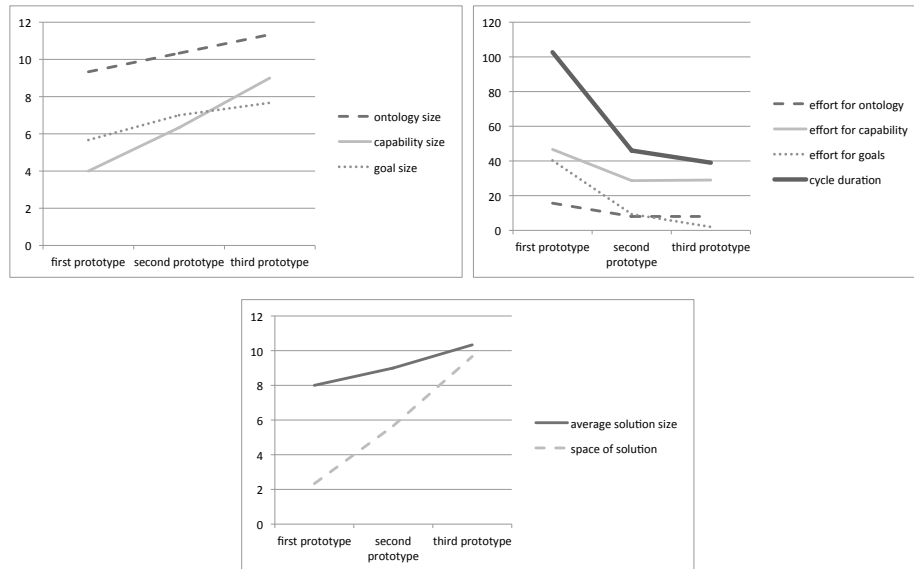 12
10
8
6
4
2
0
first prototype second prototype third prototype
ontology size
capability size
goal size
120
100
80
60
40
20
0
first prototype second prototype third prototype
effort for ontology
effort for capability
effort for goals
cycle duration
12
10
8
6
4
2
0
first prototype second prototype third prototype
average solution size
space of solution